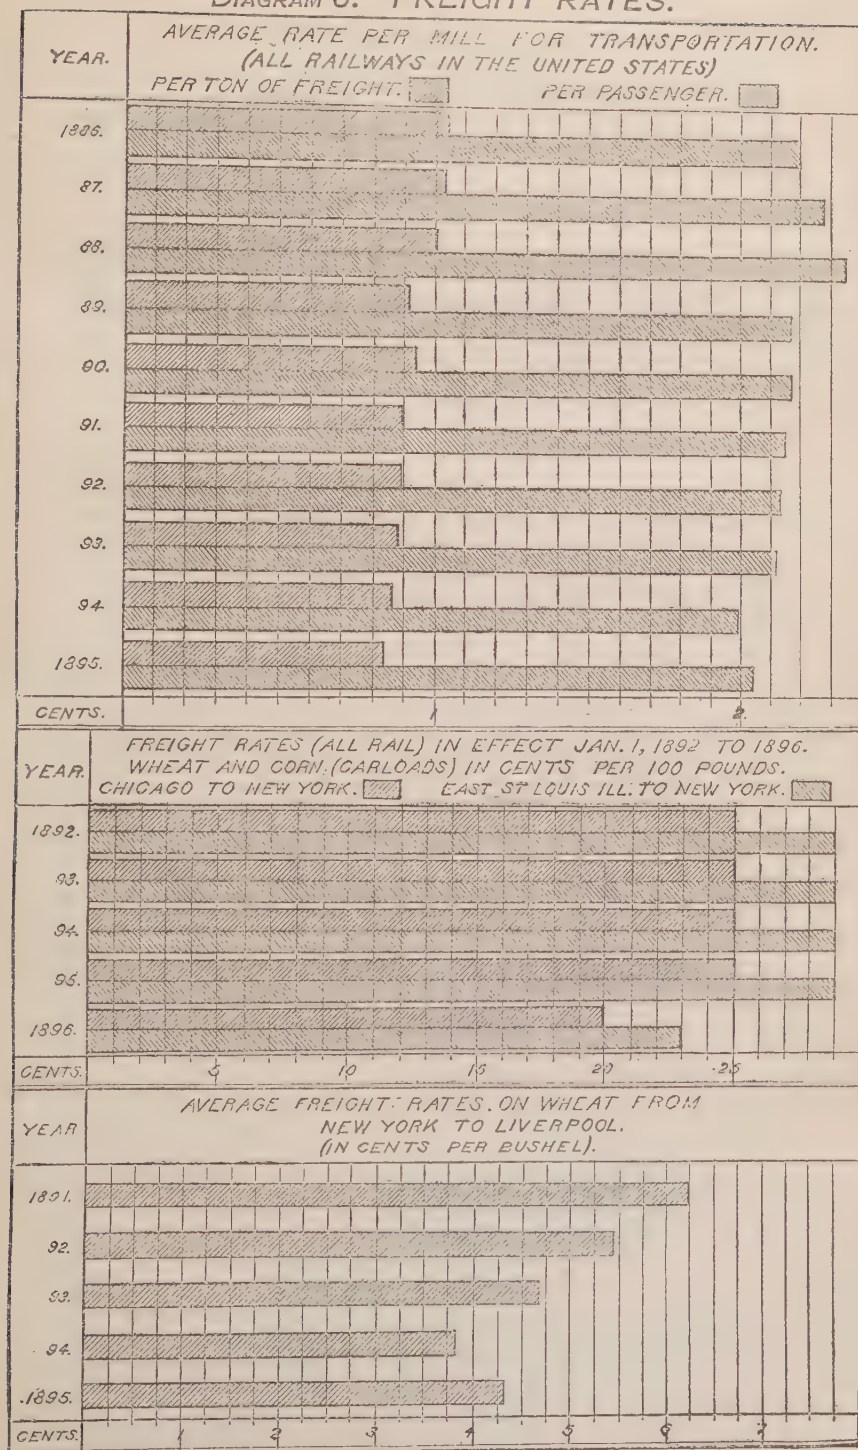 DIAGRAM 6. FREIGHT RATES.
YEAR.
AVERAGE RATE PER MILL FOR TRANSPORTATION.
(ALL RAILWAYS IN THE UNITED STATES)
PER TON OF FREIGHT. PER PASSENGER.
1886.
87.
88.
89.
90.
91.
92.
93.
94.
1895.
CENTS. 1 2.
YEAR.
FREIGHT RATES (ALL RAIL) IN EFFECT JAN. 1, 1892 TO 1896.
WHEAT AND CORN. (CARLOADS) IN CENTS PER 100 POUNDS.
CHICAGO TO NEW YORK. EAST ST LOUIS ILL. TO NEW YORK.
1892.
93.
94.
95.
1896.
CENTS. 5 10 15 20 25
YEAR
AVERAGE FREIGHT RATES. ON WHEAT FROM
NEW YORK TO LIVERPOOL.
(IN CENTS PER BUSHEL).
1891.
92.
93.
94.
1895.
CENTS. 1 2 3 4 5 6 7